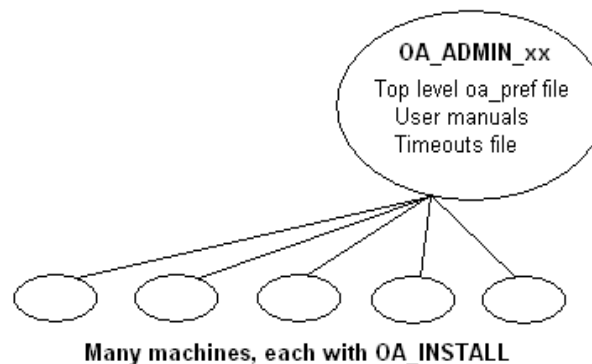 OA_ADMIN_xx
Top level oa_pref file
User manuals
Timeouts file
Many machines, each with OA_INSTALL